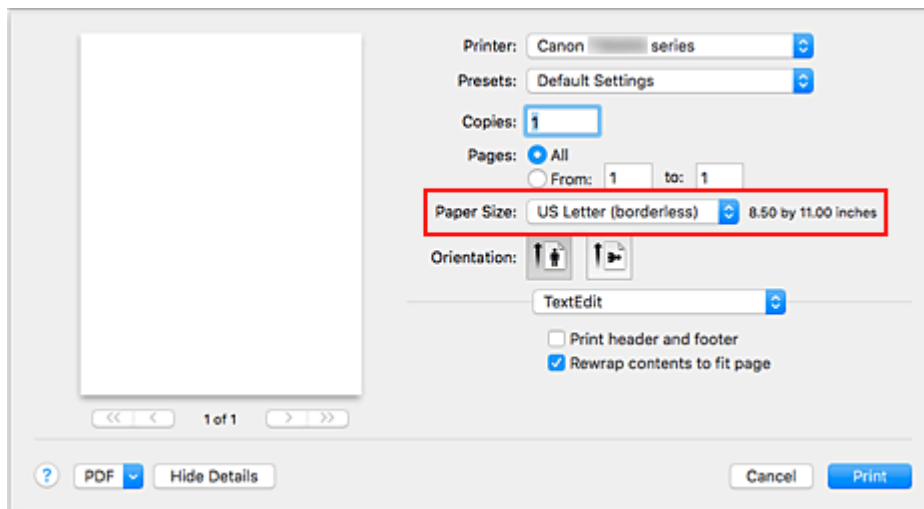 Printer: Canon series
Presets: Default Settings
Copies: 1
Pages: All
From: 1 to: 1
Paper Size: US Letter (borderless) 8.50 by 11.00 inches
Orientation:
TextEdit
Print header and footer
Rewrap contents to fit page
<< < 1 of 1 > >>
? PDF Hide Details Cancel Print